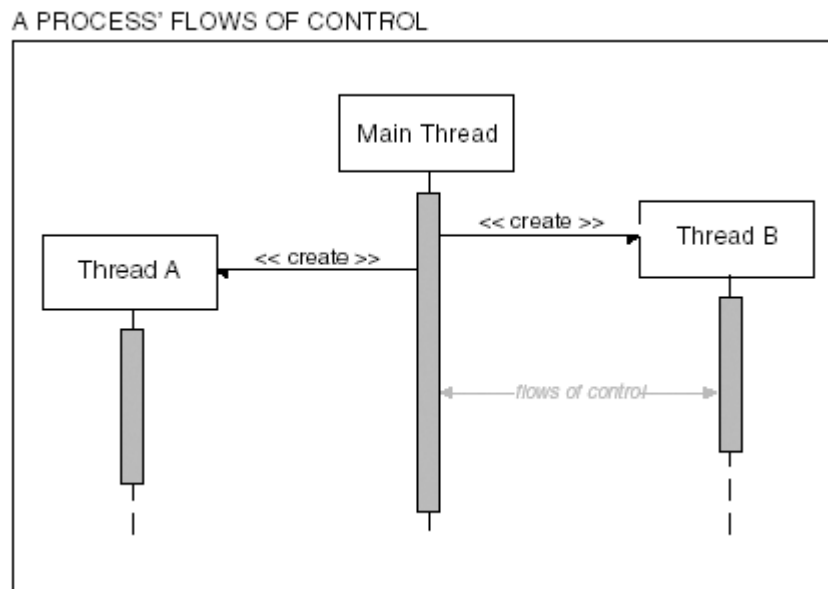 A PROCESS' FLOWS OF CONTROL
Main Thread
<< create >>
Thread B
<< create >>
Thread A
flows of control